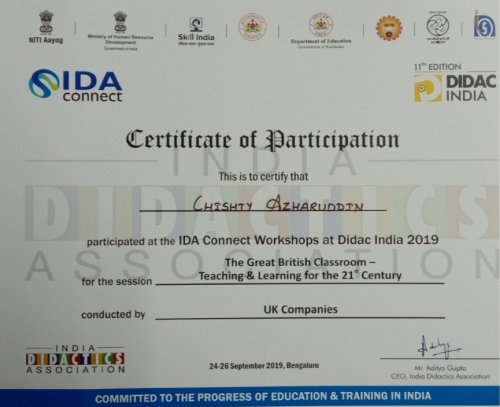 NITI Aayog
Ministry of Human Resource
Development
Government of India
Skill India
Department of Education
Government of Karnataka
IDA
connect
11TH EDITION
DIDAC
INDIA
Certificate of Participation
This is to certify that
CHISHTY AZHARUDDIN
INDIA
DIDACTICS
ASSOCIATION
participated at the IDA Connect Workshops at Didac India 2019
for the session The Great British Classroom –
Teaching & Learning for the 21st Century
conducted by UK Companies
INDIA
DIDACTICS
ASSOCIATION
24-26 September 2019, Bengaluru
Mr. Aditya Gupta
CEO, India Didactics Association
COMMITTED TO THE PROGRESS OF EDUCATION & TRAINING IN INDIA